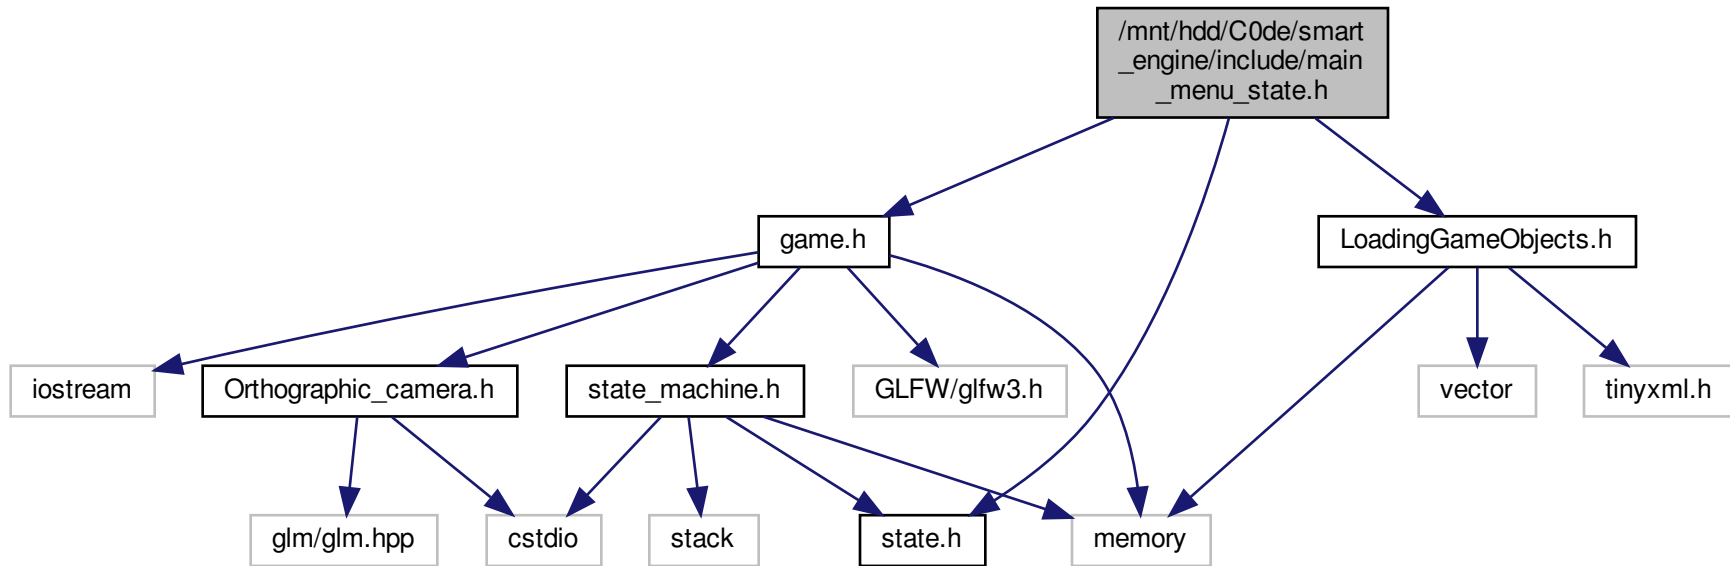 /mnt/hdd/C0de/smart
_engine/include/main
_menu_state.h
game.h
LoadingGameObjects.h
iostream
Orthographic_camera.h
state_machine.h
GLFW/glfw3.h
vector
tinyxml.h
glm/glm.hpp
cstdio
stack
state.h
memory